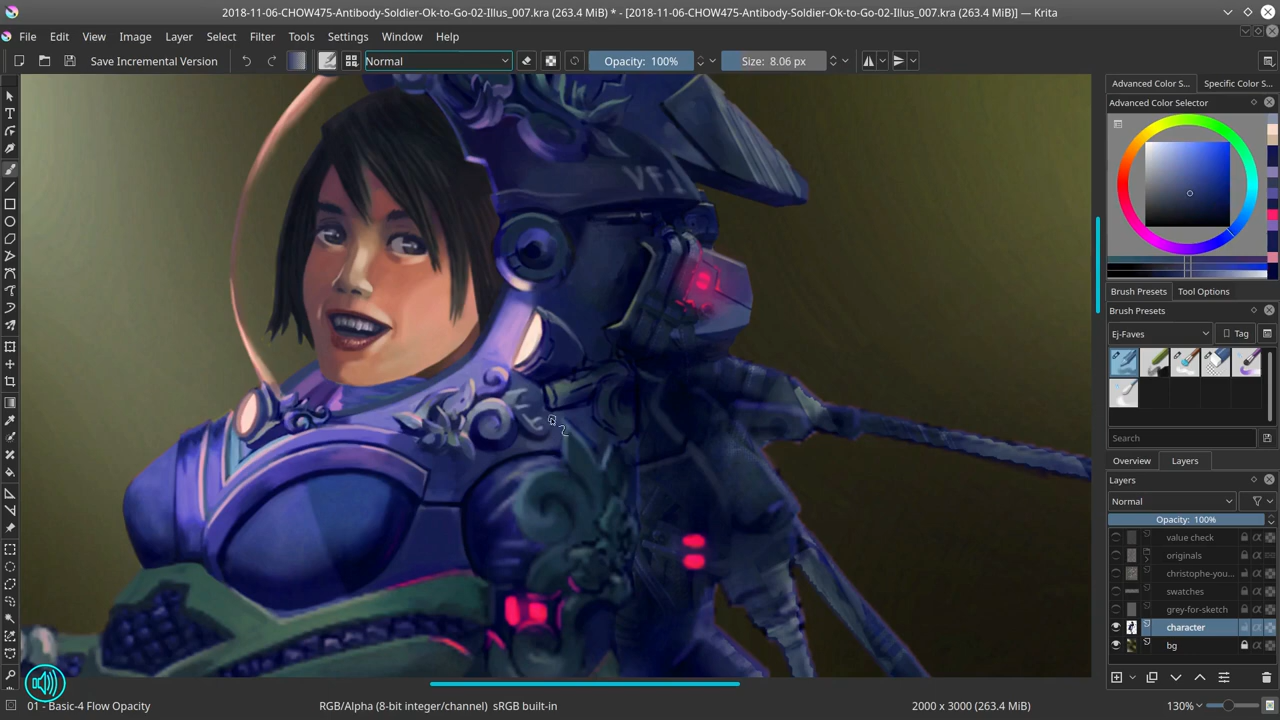 2018-11-06-CHOW475-Antibody-Soldier-Ok-to-Go-02-Illus_007.kra (263.4 MiB) * - [2018-11-06-CHOW475-Antibody-Soldier-Ok-to-Go-02-Illus_007.kra (263.4 MiB)] — Krita
File Edit View Image Layer Select Filter Tools Settings Window Help
Save Incremental Version
Normal
Opacity: 100%
Size: 8.06 px
Advanced Color S...
Specific Color S...
Advanced Color Selector
VF1
Brush Presets
Tool Options
Brush Presets
Ej-Faves
Tag
Search
Overview
Layers
Layers
Normal
Opacity: 100%
value check
originals
christophe-you...
swatches
grey-for-sketch
character
bg
01 - Basic-4 Flow Opacity
RGB/Alpha (8-bit integer/channel) sRGB built-in
2000 x 3000 (263.4 MiB)
130%